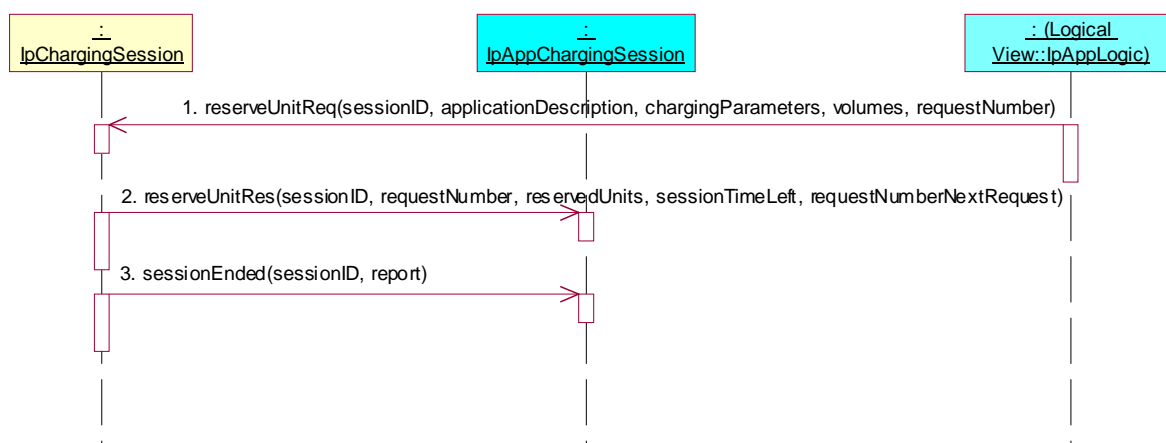 :
IpChargingSession
:
IpAppChargingSession
: (Logical
View::IpAppLogic)
1. reserveUnitReq(sessionID, applicationDescription, chargingParameters, volumes, requestNumber)
2. reserveUnitRes(sessionID, requestNumber, reservedUnits, sessionTimeLeft, requestNumberNextRequest)
3. sessionEnded(sessionID, report)